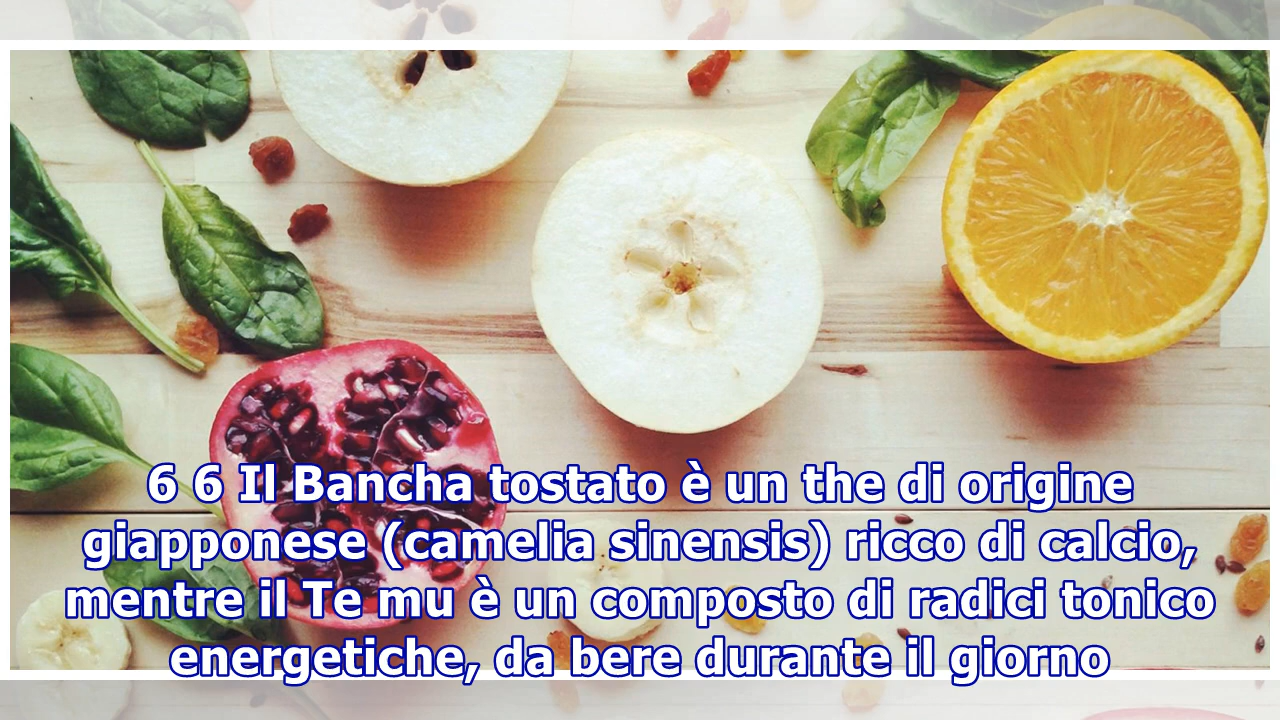 6 6 Il Bancha tostato è un the di origine
giapponese (camelia sinensis) ricco di calcio,
mentre il Te mu è un composto di radici tonico
energetiche, da bere durante il giorno